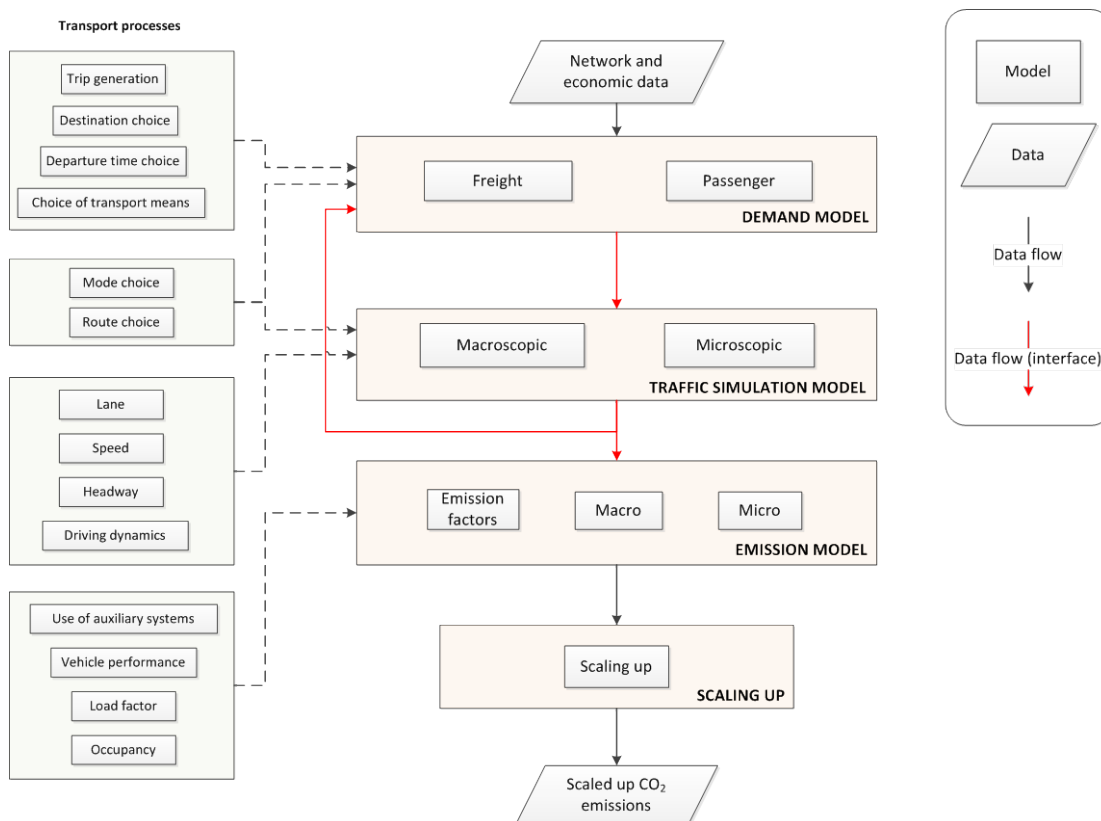 Transport processes
Trip generation
Destination choice
Departure time choice
Choice of transport means
Mode choice
Route choice
Lane
Speed
Headway
Driving dynamics
Use of auxiliary systems
Vehicle performance
Load factor
Occupancy
Network and
economic data
Freight
Passenger
DEMAND MODEL
Macroscopic
Microscopic
TRAFFIC SIMULATION MODEL
Emission
factors
Macro
Micro
EMISSION MODEL
Scaling up
SCALING UP
Scaled up CO₂
emissions
Model
Data
Data flow
Data flow (interface)